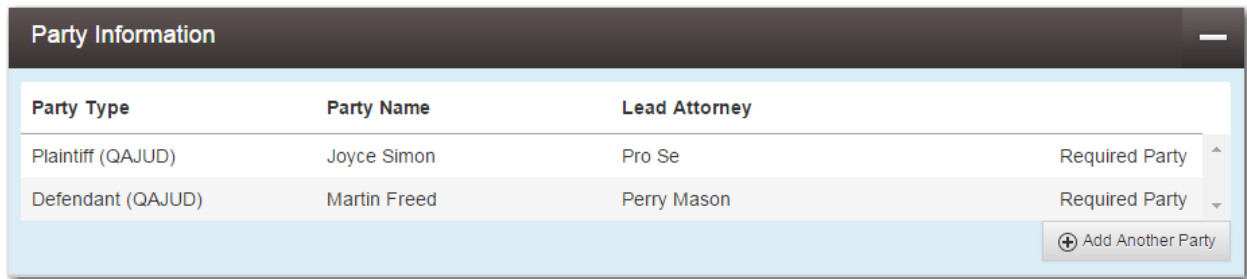 Party Information
Party Type Party Name Lead Attorney
Plaintiff (QAJUD) Joyce Simon Pro Se Required Party
Defendant (QAJUD) Martin Freed Perry Mason Required Party
Add Another Party